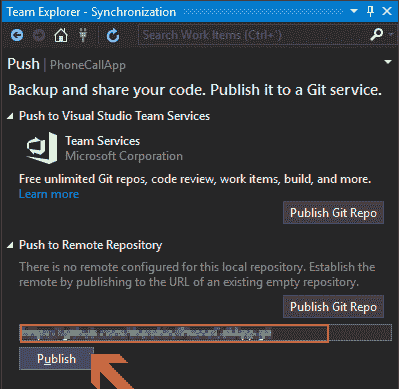 Team Explorer - Synchronization
Search Work Items (Ctrl+')
Push | PhoneCallApp
Backup and share your code. Publish it to a Git service.
Push to Visual Studio Team Services
Team Services
Microsoft Corporation
Free unlimited Git repos, code review, work items, build, and more.
Learn more
Publish Git Repo
Push to Remote Repository
There is no remote configured for this local repository. Establish the
remote by publishing to the URL of an existing empty repository.
Publish Git Repo
Publish